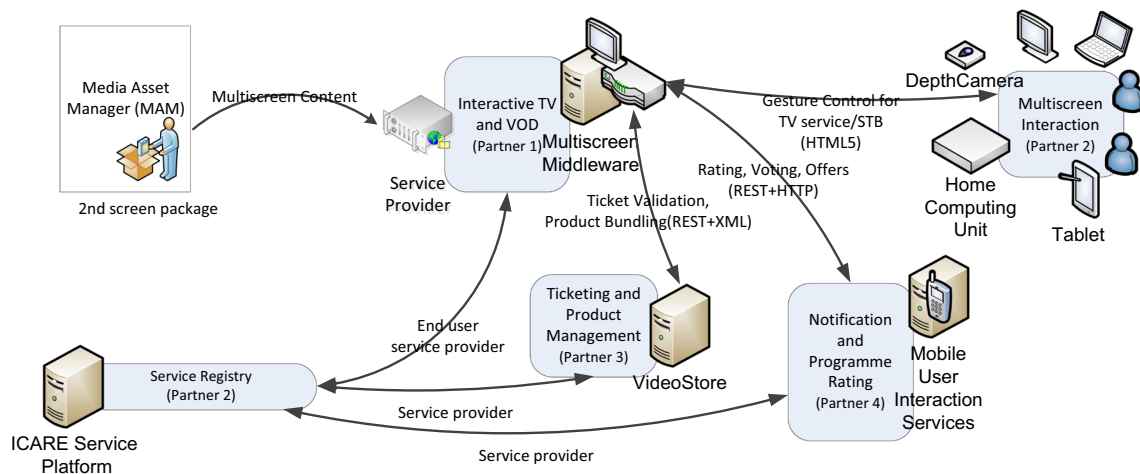 Media Asset
Manager (MAM)
2nd screen package
Multiscreen Content
Service
Provider
Interactive TV
and VOD
(Partner 1)
Multiscreen
Middleware
Gesture Control for
TV service/STB
(HTML5)
Rating, Voting, Offers
(REST+HTTP)
Ticket Validation,
Product Bundling(REST+XML)
DepthCamera
Multiscreen
Interaction
(Partner 2)
Home
Computing
Unit
Tablet
End user
service provider
Ticketing and
Product
Management
(Partner 3)
VideoStore
Notification
and
Programme
Rating
(Partner 4)
Mobile
User
Interaction
Services
Service Registry
(Partner 2)
ICARE Service
Platform
Service provider
Service provider